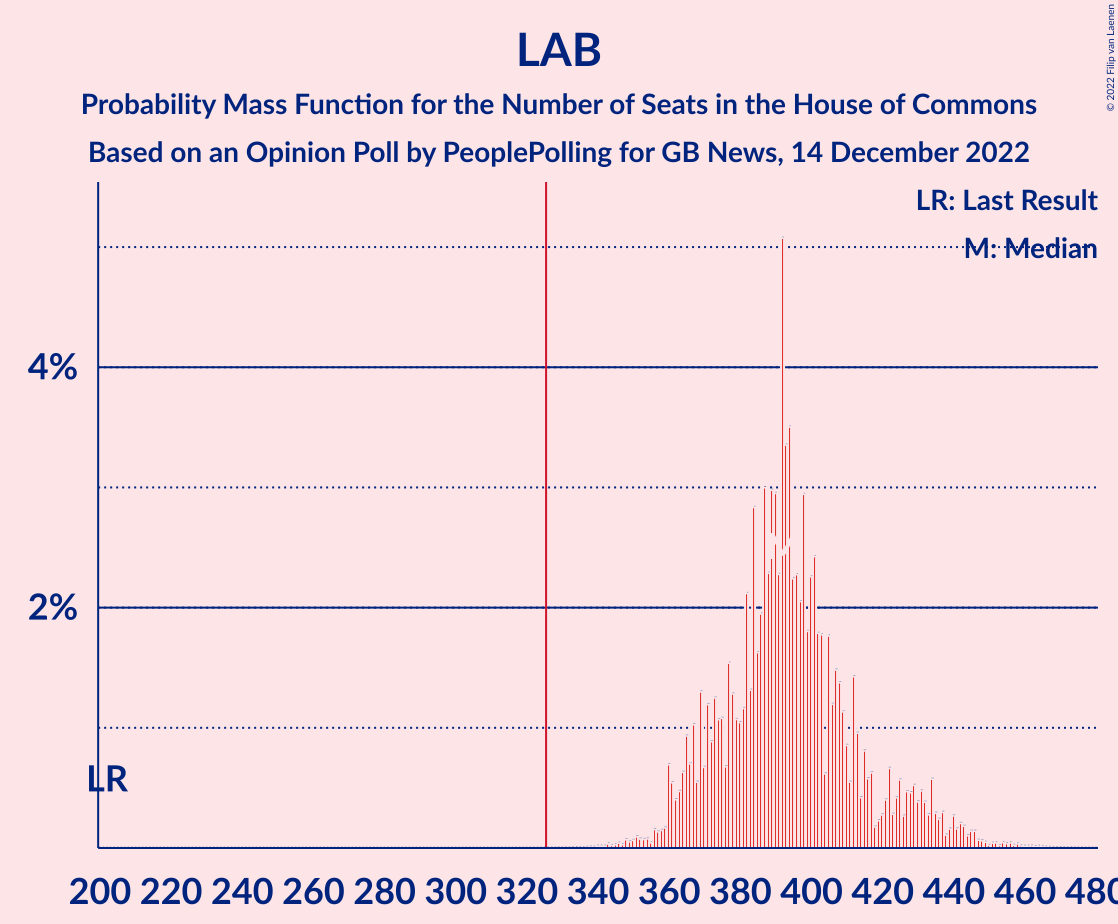 LAB
Probability Mass Function for the Number of Seats in the House of Commons
Based on an Opinion Poll by PeoplePolling for GB News, 14 December 2022
© 2022 Filip van Laenen
LR: Last Result
M: Median
4%
2%
LR
200 220 240 260 280 300 320 340 360 380 400 420 440 460 480